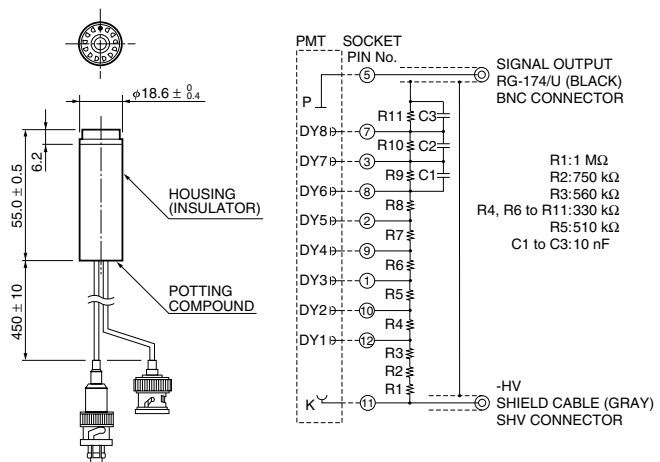 φ18.6 ± 0 0.4
6.2
55.0 ± 0.5
450 ± 10
HOUSING
(INSULATOR)
POTTING
COMPOUND
PMT
SOCKET
PIN No.
P
5
SIGNAL OUTPUT
RG-174/U (BLACK)
BNC CONNECTOR
R11
C3
DY8
7
R10
C2
DY7
3
R9
C1
DY6
8
R8
DY5
2
R7
DY4
9
R6
DY3
1
R5
DY2
10
R4
DY1
12
R3
R2
R1
K
11
-HV
SHIELD CABLE (GRAY)
SHV CONNECTOR
R1:1 MΩ
R2:750 kΩ
R3:560 kΩ
R4, R6 to R11:330 kΩ
R5:510 kΩ
C1 to C3:10 nF